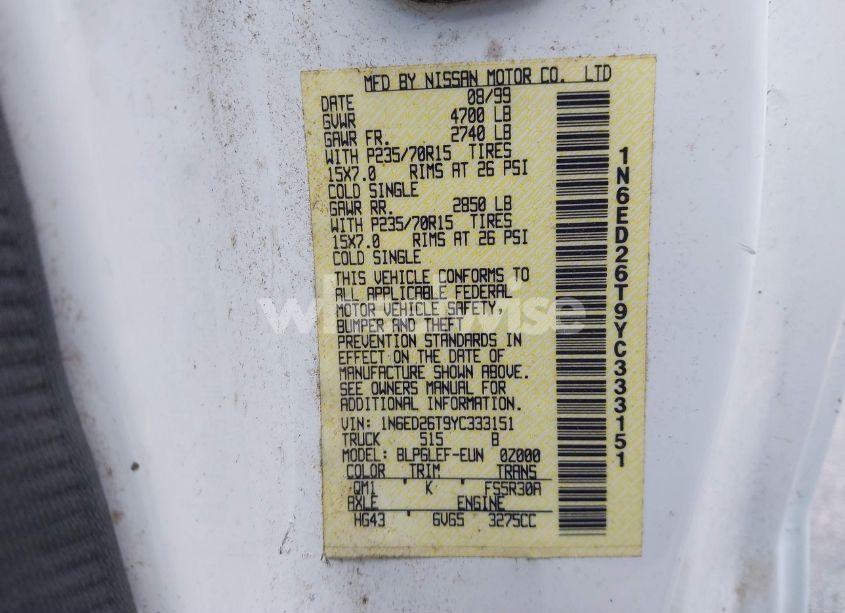 MFD BY NISSAN MOTOR CO. LTD
DATE 08/99
GVWR 4700 LB
GAWR FR. 2740 LB
WITH P235/70R15 TIRES
15X7.0 RIMS AT 26 PSI
COLD SINGLE
GAWR RR. 2850 LB
WITH P235/70R15 TIRES
15X7.0 RIMS AT 26 PSI
COLD SINGLE
THIS VEHICLE CONFORMS TO
ALL APPLICABLE FEDERAL
MOTOR VEHICLE SAFETY,
BUMPER AND THEFT
PREVENTION STANDARDS IN
EFFECT ON THE DATE OF
MANUFACTURE SHOWN ABOVE.
SEE OWNERS MANUAL FOR
ADDITIONAL INFORMATION.
VIN: 1N6ED26T9YC333151
TRUCK 515 B
MODEL: BLPGLEF-EUN 0Z000
COLOR TRIM TRANS
QM1 K FS5R30A
AXLE ENGINE
HG43 6V65 3275CC
1N6ED26T9YC333151